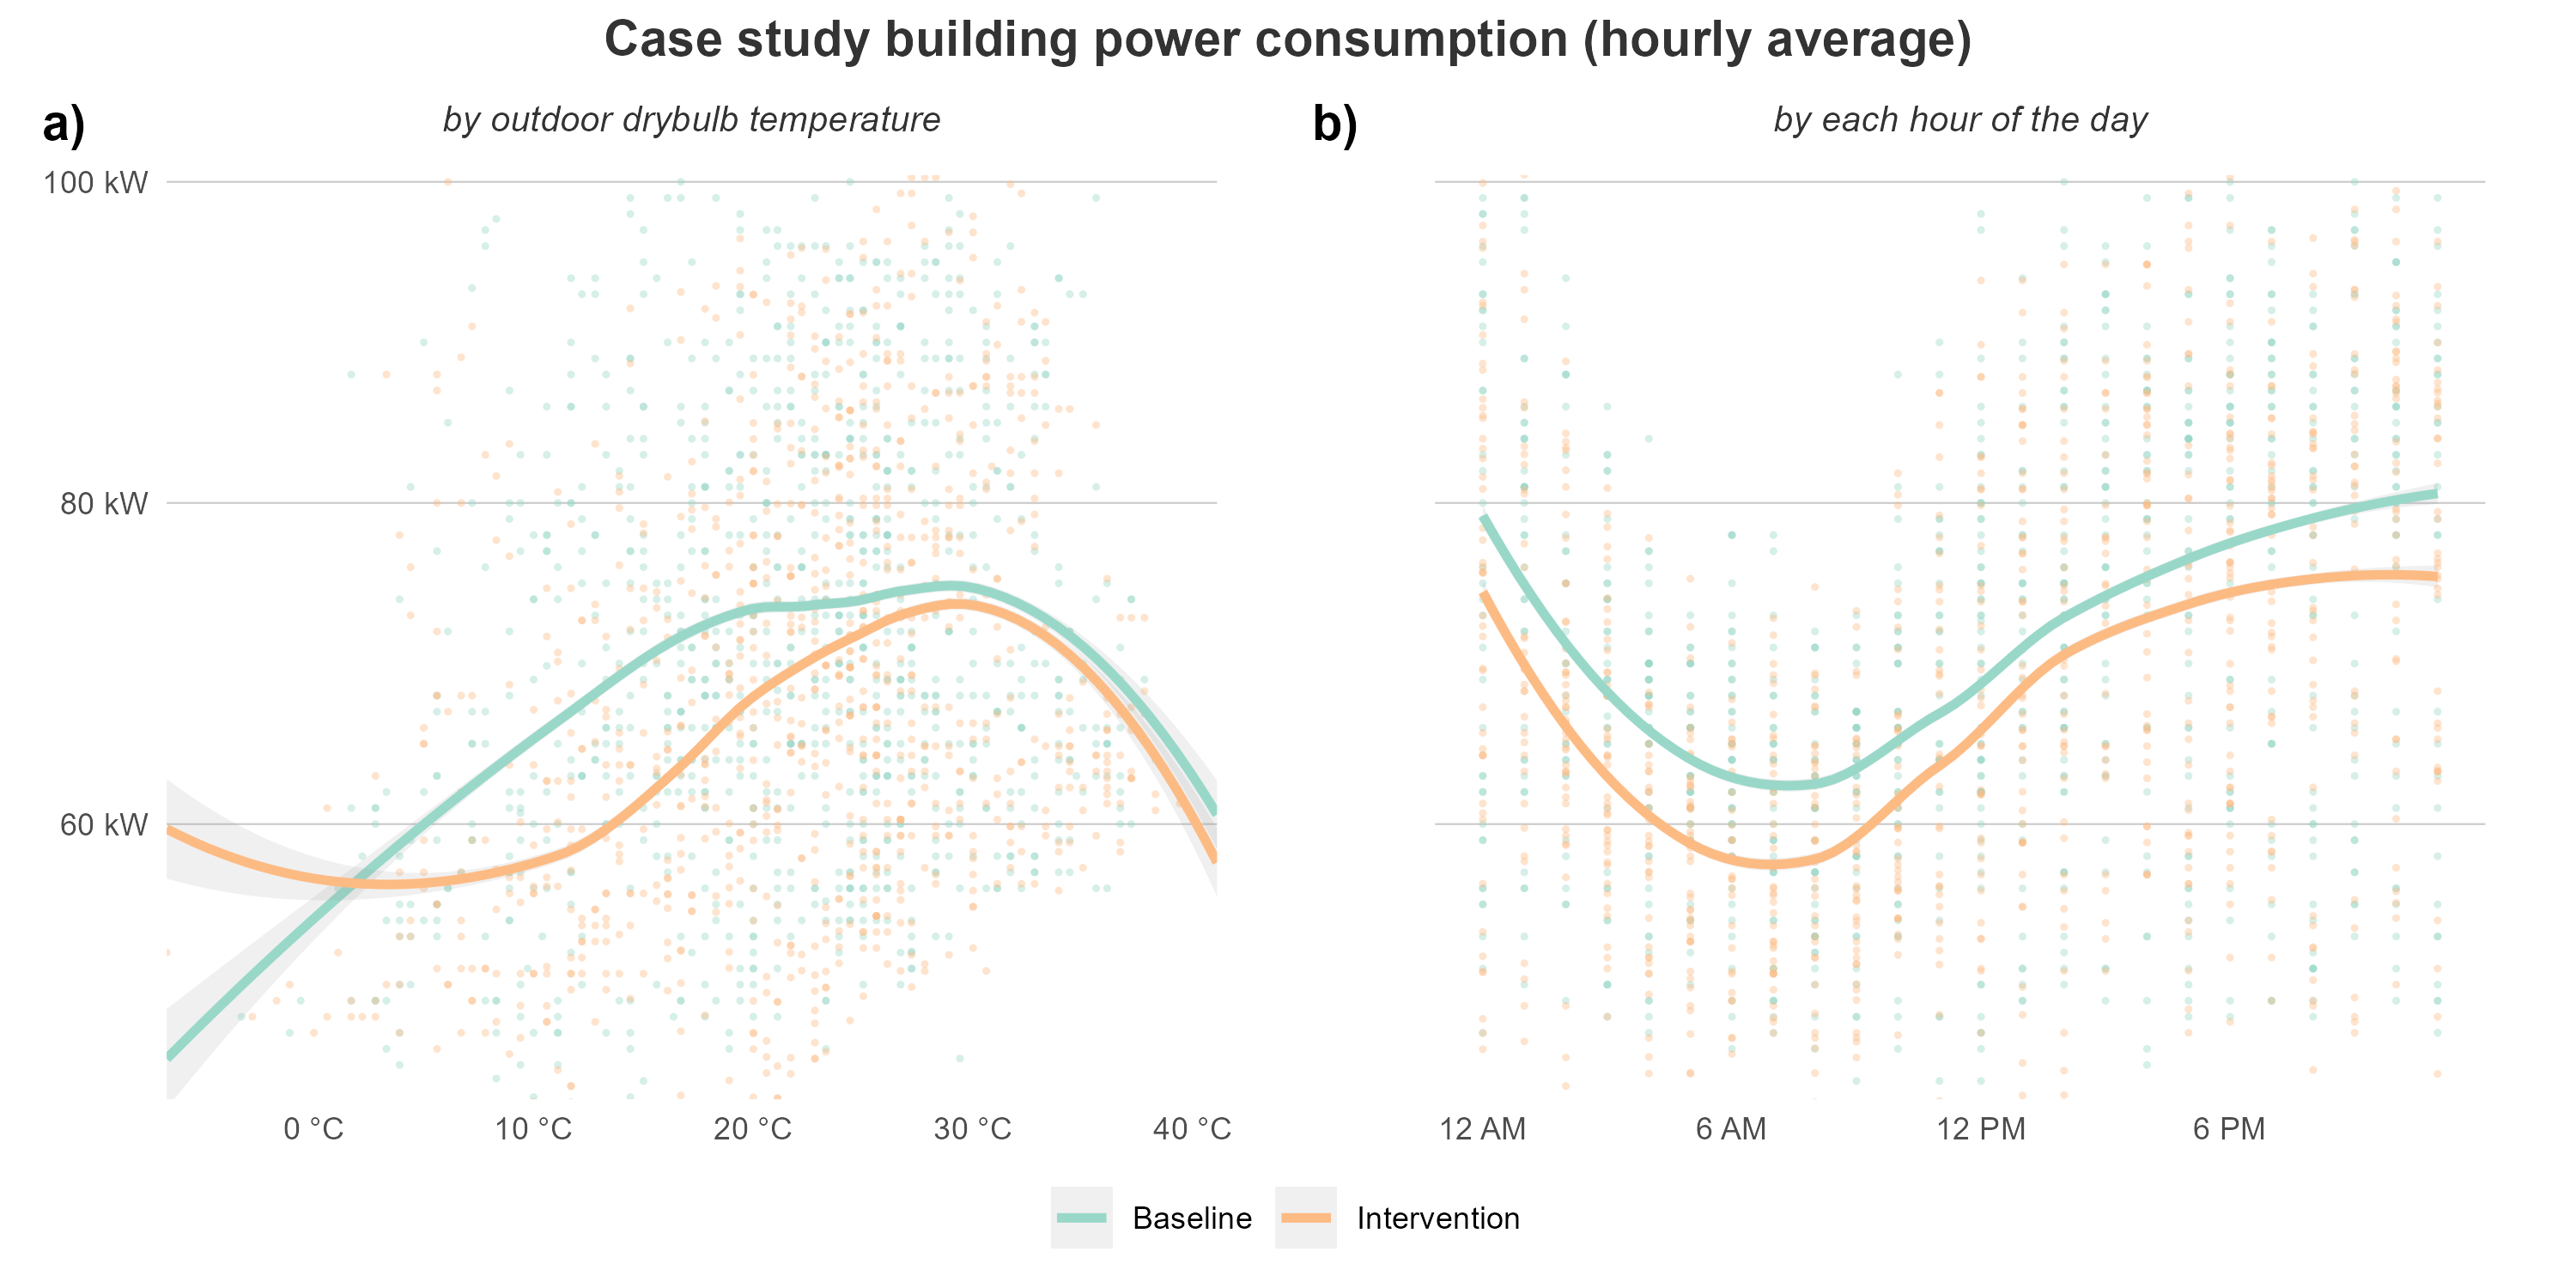 Case study building power consumption (hourly average)
a)
by outdoor drybulb temperature
b)
by each hour of the day
100 kW
80 kW
60 kW
0 °C 10 °C 20 °C 30 °C 40 °C
12 AM 6 AM 12 PM 6 PM
Baseline Intervention